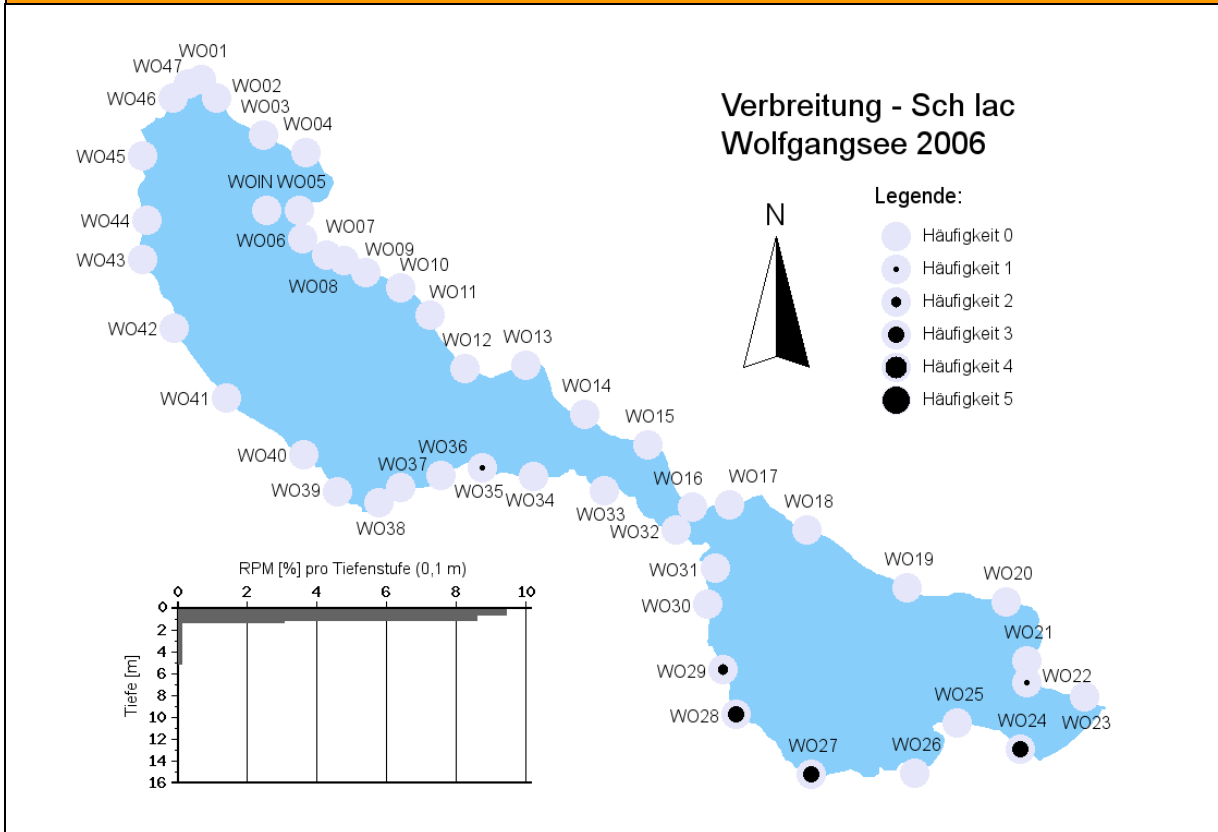 Verbreitung - Sch lac
Wolfgangsee 2006
Legende:
Häufigkeit 0
Häufigkeit 1
Häufigkeit 2
Häufigkeit 3
Häufigkeit 4
Häufigkeit 5
N
WO01
WO47
WO02
WO46
WO03
WO04
WO45
WOIN
WO05
WO44
WO06
WO07
WO43
WO09
WO08
WO10
WO11
WO42
WO12
WO13
WO41
WO14
WO15
WO40
WO36
WO37
WO39
WO35
WO34
WO16
WO17
WO33
WO38
WO32
WO18
WO31
WO19
WO20
WO30
WO21
WO29
WO22
WO25
WO28
WO24
WO23
WO27
WO26
RPM [%] pro Tiefenstufe (0,1 m)
0 2 4 6 8 10
Tiefe [m]
0
2
4
6
8
10
12
14
16